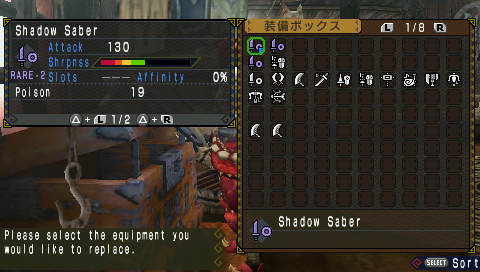 Shadow Saber
Attack 130
Shrpnss
RARE-2 Slots --- Affinity 0%
Poison 19
△+L 1/2 △+R
装備ボックス L 1/8 R
Shadow Saber
Please select the equipment you
would like to replace.
SELECT Sort